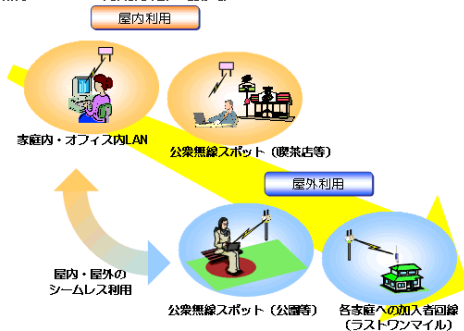 屋内利用
家庭内・オフィス内LAN
公衆無線スポット（喫茶店等）
屋外利用
屋内・屋外の
シームレス利用
公衆無線スポット（公園等）
各家庭への加入者回線
（ラストワンマイル）